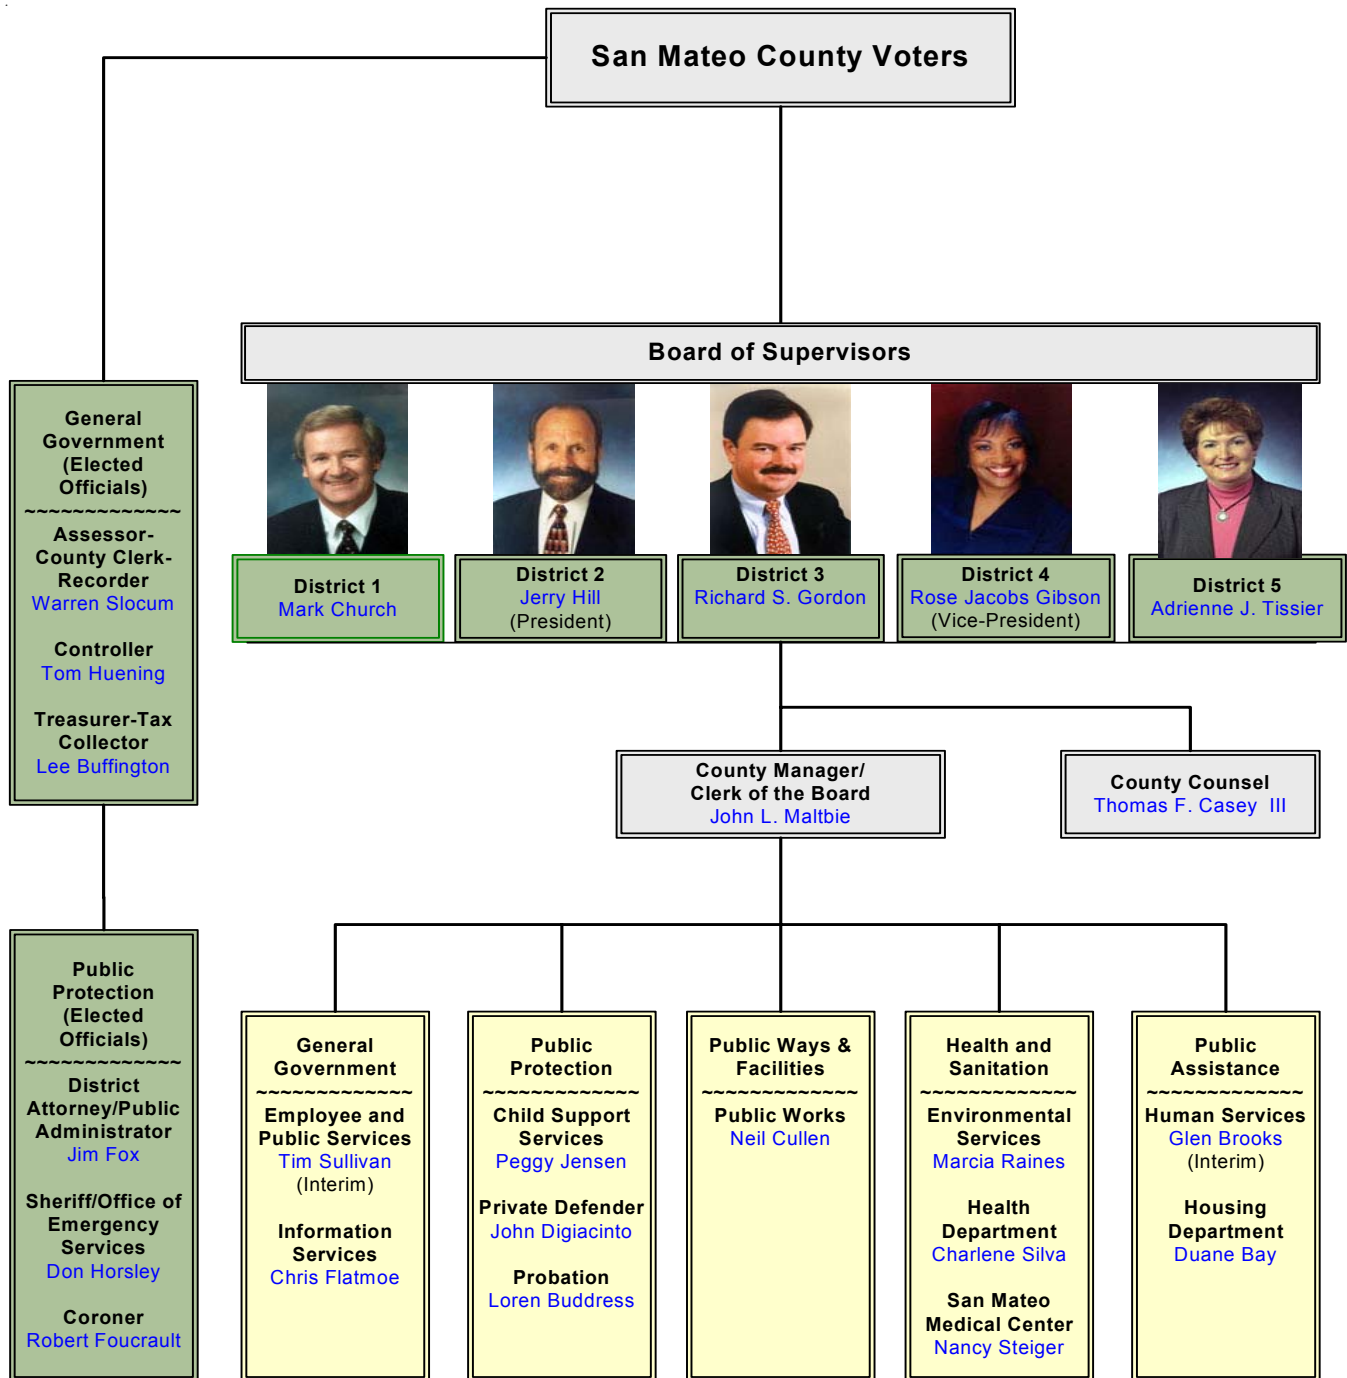 San Mateo County Voters
Board of Supervisors
District 1
Mark Church
District 2
Jerry Hill
(President)
District 3
Richard S. Gordon
District 4
Rose Jacobs Gibson
(Vice-President)
District 5
Adrienne J. Tissier
General
Government
(Elected
Officials)
~~~~~~~~~~~~~
Assessor-
County Clerk-
Recorder
Warren Slocum
Controller
Tom Huening
Treasurer-Tax
Collector
Lee Buffington
County Manager/
Clerk of the Board
John L. Maltbie
County Counsel
Thomas F. Casey  III
Public
Protection
(Elected
Officials)
~~~~~~~~~~~~~
District
Attorney/Public
Administrator
Jim Fox
Sheriff/Office of
Emergency
Services
Don Horsley
Coroner
Robert Foucrault
General
Government
~~~~~~~~~~~~~
Employee and
Public Services
Tim Sullivan
(Interim)
Information
Services
Chris Flatmoe
Public
Protection
~~~~~~~~~~~~~
Child Support
Services
Peggy Jensen
Private Defender
John Digiacinto
Probation
Loren Buddress
Public Ways &
Facilities
~~~~~~~~~~~~~
Public Works
Neil Cullen
Health and
Sanitation
~~~~~~~~~~~~~
Environmental
Services
Marcia Raines
Health
Department
Charlene Silva
San Mateo
Medical Center
Nancy Steiger
Public
Assistance
~~~~~~~~~~~~~
Human Services
Glen Brooks
(Interim)
Housing
Department
Duane Bay